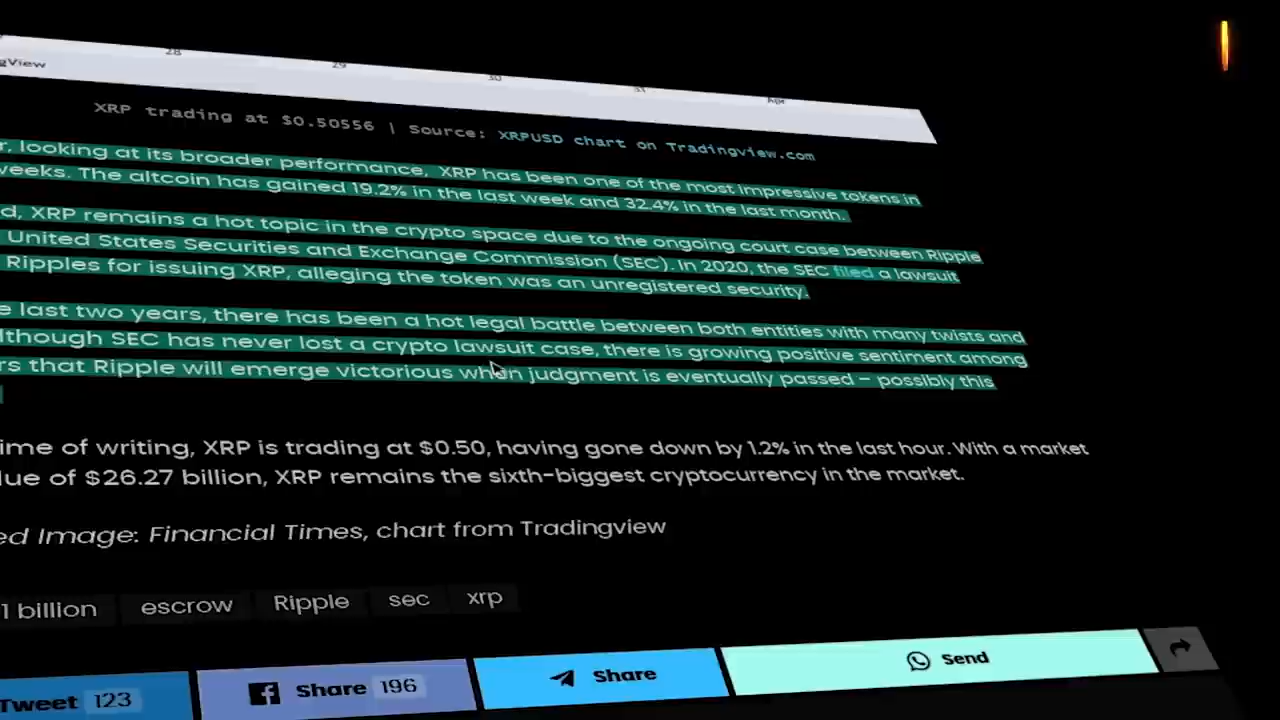 28 29 30 31 Apr
gView
XRP trading at $0.50556 | Source: XRPUSD chart on Tradingview.com
r, looking at its broader performance, XRP has been one of the most impressive tokens in
weeks. The altcoin has gained 19.2% in the last week and 32.4% in the last month.
d, XRP remains a hot topic in the crypto space due to the ongoing court case between Ripple
United States Securities and Exchange Commission (SEC). In 2020, the SEC filed a lawsuit
Ripples for issuing XRP, alleging the token was an unregistered security.
e last two years, there has been a hot legal battle between both entities with many twists and
lthough SEC has never lost a crypto lawsuit case, there is growing positive sentiment among
rs that Ripple will emerge victorious when judgment is eventually passed – possibly this
ime of writing, XRP is trading at $0.50, having gone down by 1.2% in the last hour. With a market
lue of $26.27 billion, XRP remains the sixth-biggest cryptocurrency in the market.
ed Image: Financial Times, chart from Tradingview
1 billion escrow Ripple sec xrp
Tweet 123 Share 196 Share Send